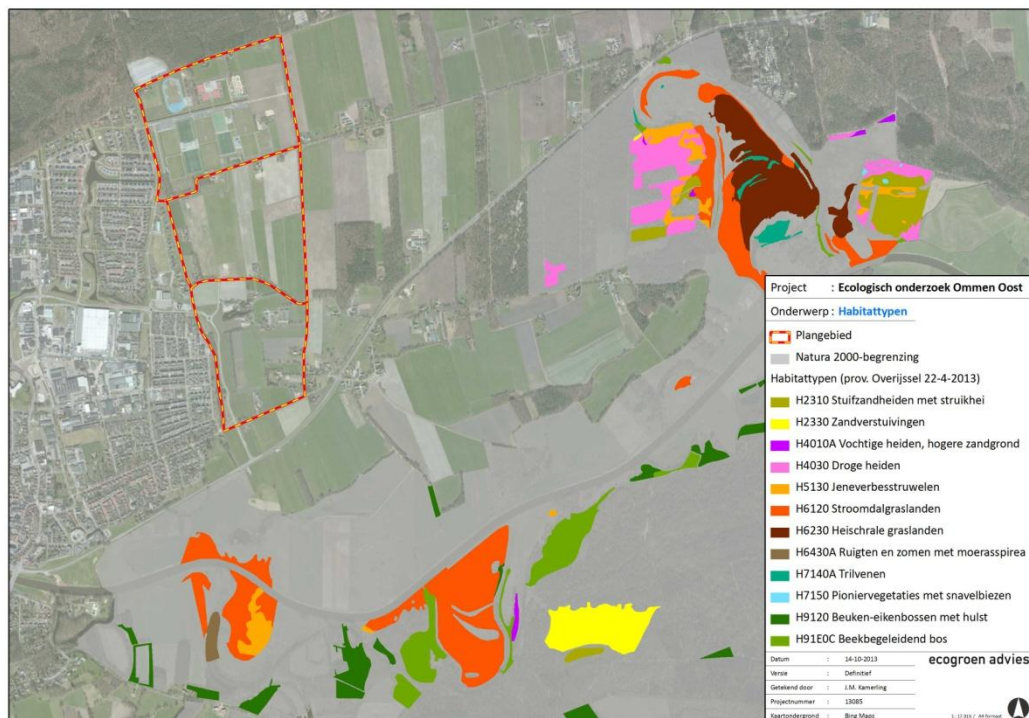 Project : Ecologisch onderzoek Ommen Oost
Onderwerp : Habitattypen
Plangebied
Natura 2000-begrenzing
Habitattypen (prov. Overijssel 22-4-2013)
H2310 Stuifzandheiden met struikhei
H2330 Zandverstuivingen
H4010A Vochtige heiden, hogere zandgrond
H4030 Droge heiden
H5130 Jeneverbesstruwelen
H6120 Stroomdalgraslanden
H6230 Heischrale graslanden
H6430A Ruigten en zomen met moerasspirea
H7140A Trilvenen
H7150 Pioniervegetaties met snavelbiezen
H9120 Beuken-eikenbossen met hulst
H91E0C Beekbegeleidend bos
Datum : 14-10-2013
ecogroen advies
Versie : Definitief
Getekend door : J.M. Kamerling
Projectnummer : 13085
Kaartondergrond : Bing Maps